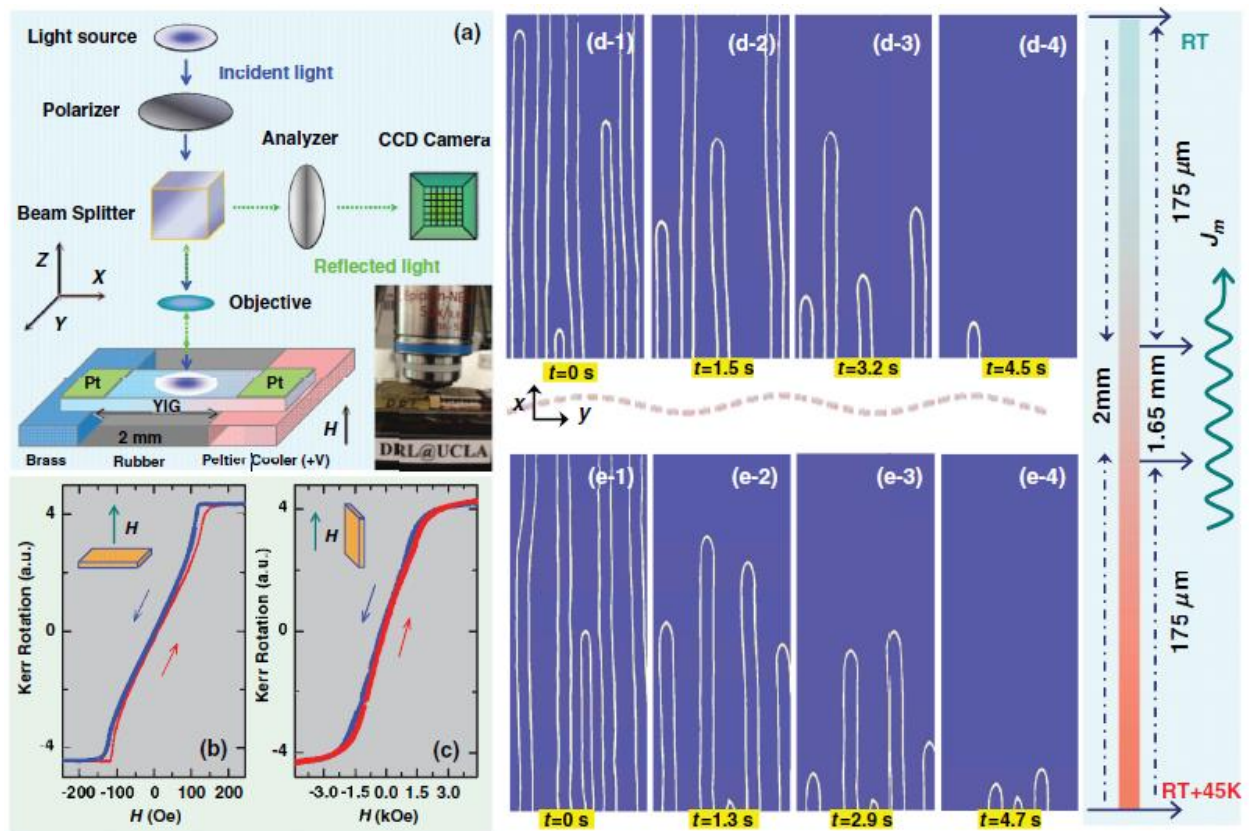 (a)
Light source
Incident light
Polarizer
Analyzer
CCD Camera
Beam Splitter
Reflected light
Z
X
Y
Objective
Pt
Pt
YIG
2 mm
H
Brass
Rubber
Peltier Cooler (+V)
DRL@UCLA
4
0
-4
Kerr Rotation (a.u.)
H
(b)
-200 -100 0 100 200
H (Oe)
4
0
-4
Kerr Rotation (a.u.)
H
(c)
-3.0 -1.5 0.0 1.5 3.0
H (kOe)
(d-1)
(d-2)
(d-3)
(d-4)
t=0 s
t=1.5 s
t=3.2 s
t=4.5 s
x
y
(e-1)
(e-2)
(e-3)
(e-4)
t=0 s
t=1.3 s
t=2.9 s
t=4.7 s
RT
175 μm
Jm
2mm
1.65 mm
175 μm
RT+45K